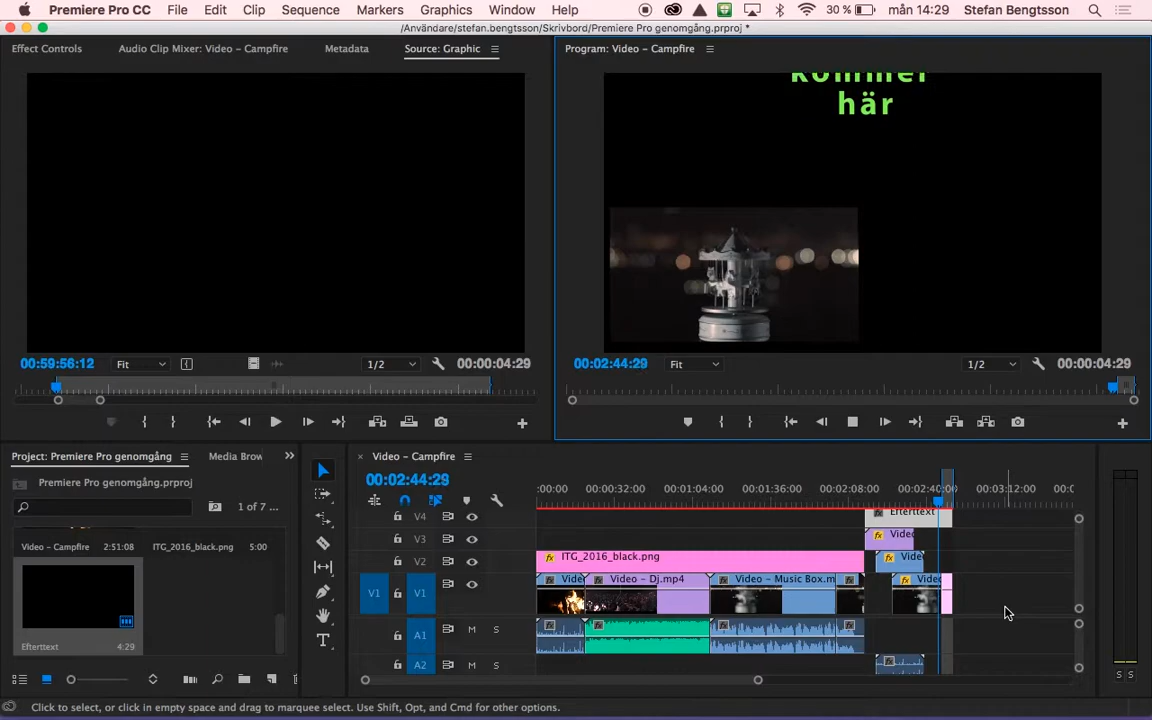 Premiere Pro CC File Edit Clip Sequence Markers Graphics Window Help 30 % mån 14:29 Stefan Bengtsson
/Användare/stefan.bengtsson/Skrivbord/Premiere Pro genomgång.prproj *
Effect Controls Audio Clip Mixer: Video – Campfire Metadata Source: Graphic
Program: Video – Campfire
kommer
här
00:59:56:12 Fit 1/2 00:00:04:29
00:02:44:29 Fit 1/2 00:00:04:29
Project: Premiere Pro genomgång Media Brow
Premiere Pro genomgång.prproj
1 of 7 ...
Video – Campfire 2:51:08 ITG_2016_black.png 5:00
Efterttext 4:29
Video – Campfire
00:02:44:29
:00:00 00:00:32:00 00:01:04:00 00:01:36:00 00:02:08:00 00:02:40:00 00:03:12:00 00:0
V4 Efterttext
V3 Video
V2 ITG_2016_black.png Vide
V1 V1 Vide Video – Dj.mp4 Video – Music Box.m Video
A1 M S
A2 M S
S S
Click to select, or click in empty space and drag to marquee select. Use Shift, Opt, and Cmd for other options.